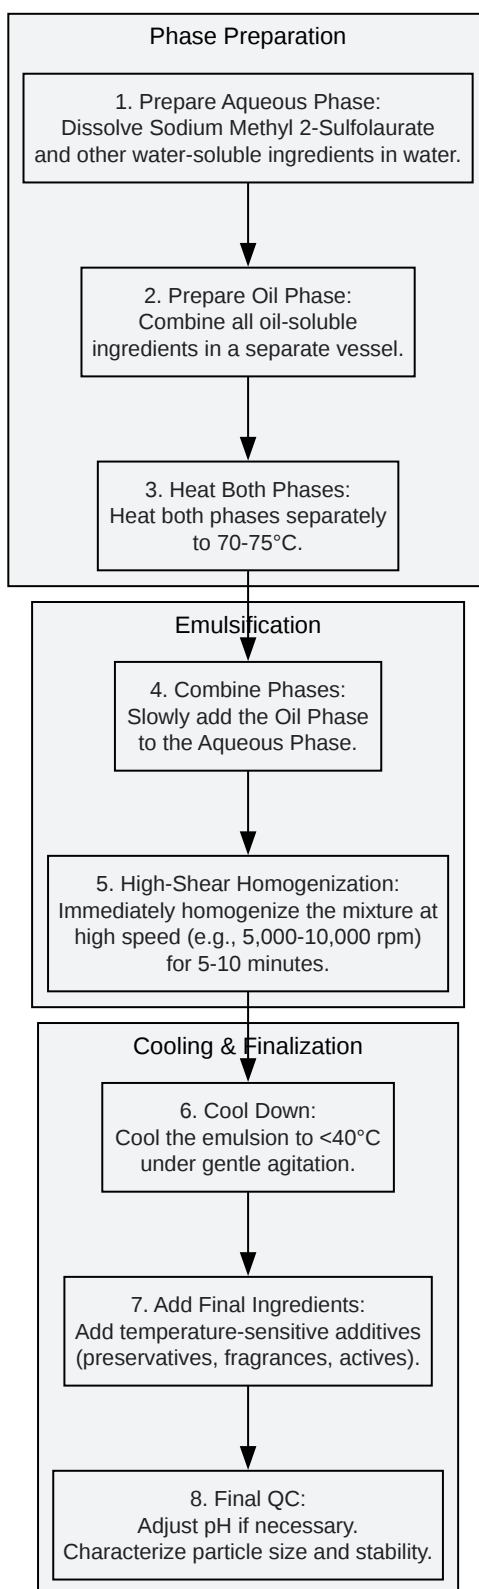 Phase Preparation
1. Prepare Aqueous Phase:
Dissolve Sodium Methyl 2-Sulfolaurate
and other water-soluble ingredients in water.
2. Prepare Oil Phase:
Combine all oil-soluble
ingredients in a separate vessel.
3. Heat Both Phases:
Heat both phases separately
to 70-75°C.
Emulsification
4. Combine Phases:
Slowly add the Oil Phase
to the Aqueous Phase.
5. High-Shear Homogenization:
Immediately homogenize the mixture at
high speed (e.g., 5,000-10,000 rpm)
for 5-10 minutes.
Cooling & Finalization
6. Cool Down:
Cool the emulsion to <40°C
under gentle agitation.
7. Add Final Ingredients:
Add temperature-sensitive additives
(preservatives, fragrances, actives).
8. Final QC:
Adjust pH if necessary.
Characterize particle size and stability.